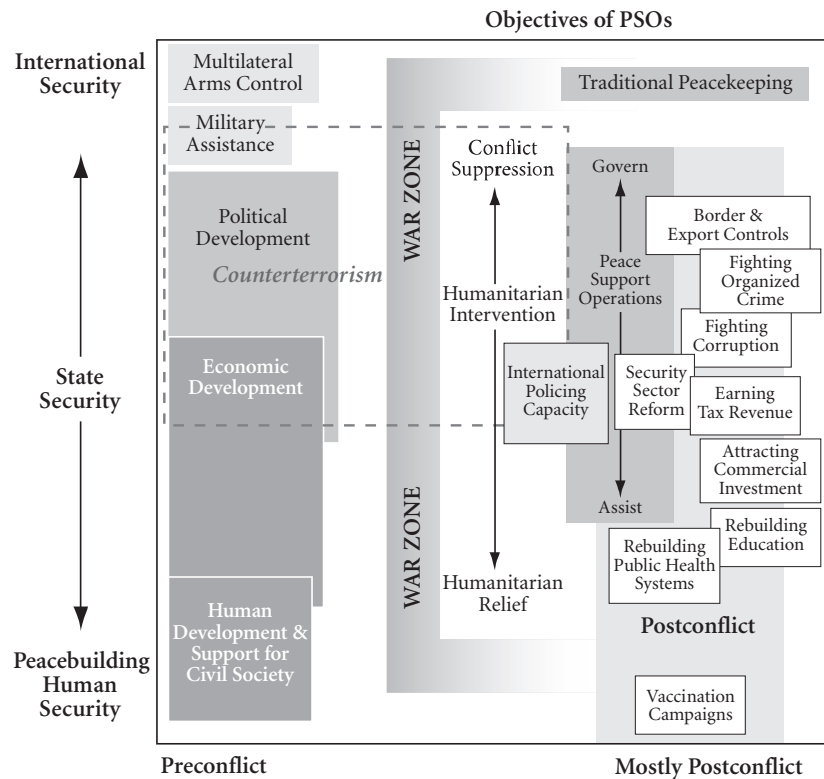 Objectives of PSOs
International
Security
State
Security
Peacebuilding
Human
Security
Multilateral
Arms Control
Military
Assistance
Political
Development
Counterterrorism
Economic
Development
Human
Development &
Support for
Civil Society
WAR ZONE
WAR ZONE
Conflict
Suppression
Humanitarian
Intervention
Humanitarian
Relief
International
Policing
Capacity
Traditional Peacekeeping
Govern
Peace
Support
Operations
Assist
Security
Sector
Reform
Border &
Export Controls
Fighting
Organized
Crime
Fighting
Corruption
Earning
Tax Revenue
Attracting
Commercial
Investment
Rebuilding
Education
Rebuilding
Public Health
Systems
Postconflict
Vaccination
Campaigns
Preconflict
Mostly Postconflict